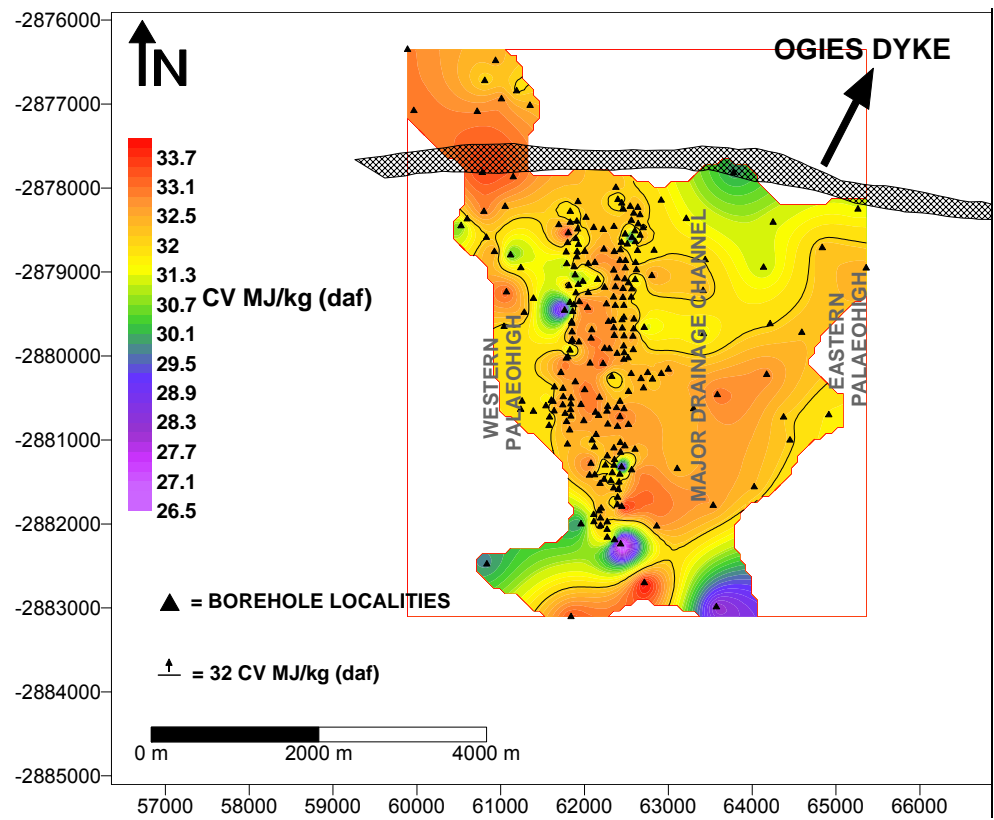 -2876000
OGIES DYKE
N
-2877000
33.7
33.1
32.5
32
31.3
30.7
30.1
29.5
28.9
28.3
27.7
27.1
26.5
CV MJ/kg (daf)
-2878000
-2879000
-2880000
-2881000
-2882000
-2883000
-2884000
-2885000
WESTERN
PALAEOHIGH
MAJOR DRAINAGE CHANNEL
EASTERN
PALAEOHIGH
= BOREHOLE LOCALITIES
= 32 CV MJ/kg (daf)
0 m 2000 m 4000 m
57000 58000 59000 60000 61000 62000 63000 64000 65000 66000